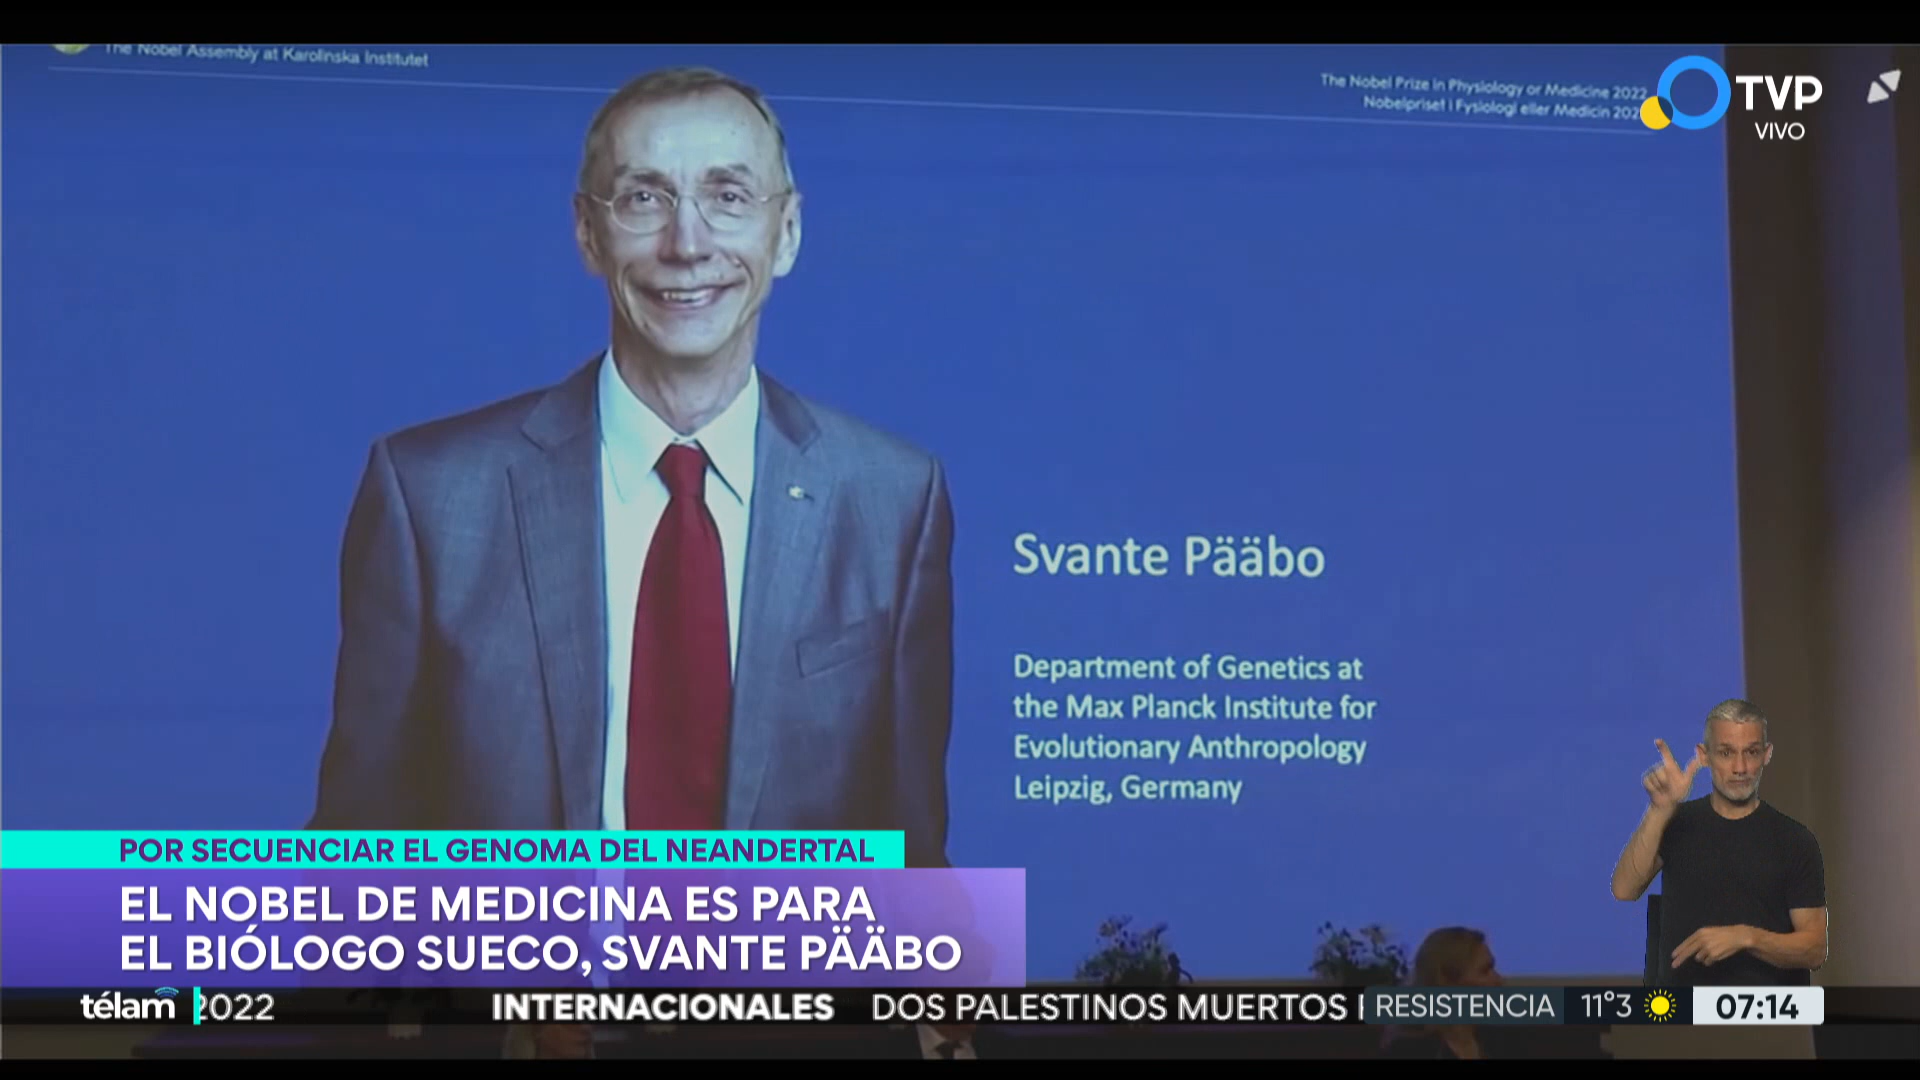 The Nobel Assembly at Karolinska Institutet
The Nobel Prize in Physiology or Medicine 2022
Nobelpriset i Fysiologi eller Medicin 202
TVP
VIVO
Svante Pääbo
Department of Genetics at
the Max Planck Institute for
Evolutionary Anthropology
Leipzig, Germany
POR SECUENCIAR EL GENOMA DEL NEANDERTAL
EL NOBEL DE MEDICINA ES PARA
EL BIÓLOGO SUECO, SVANTE PÄÄBO
télam 2022 INTERNACIONALES DOS PALESTINOS MUERTOS RESISTENCIA 11°3 07:14